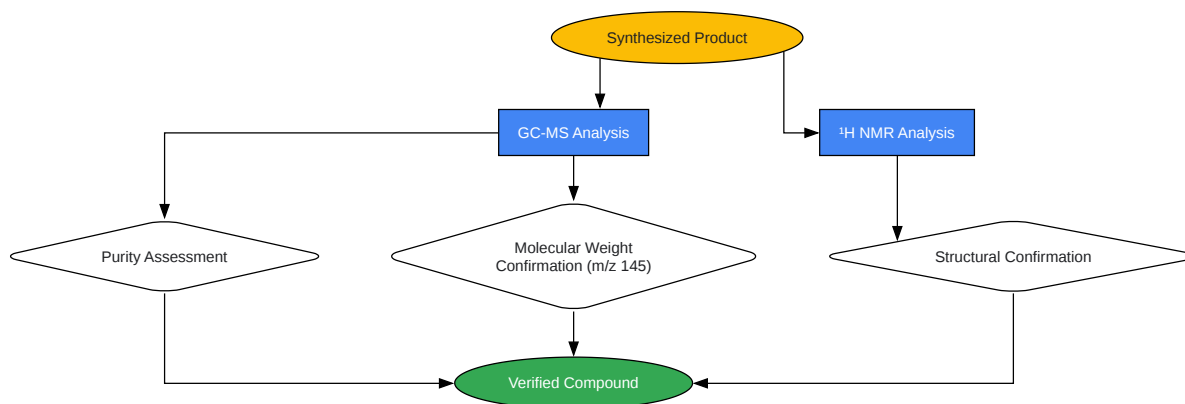 Synthesized Product
GC-MS Analysis
¹H NMR Analysis
Purity Assessment
Molecular Weight
Confirmation (m/z 145)
Structural Confirmation
Verified Compound